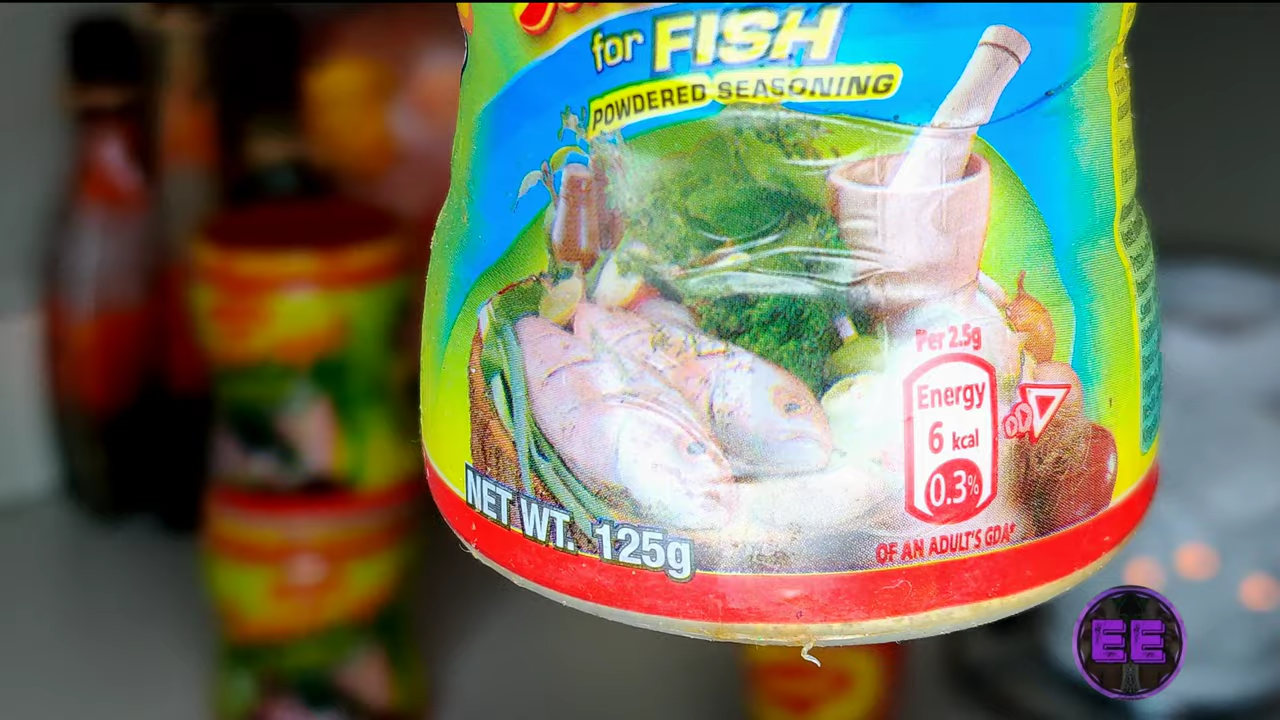 for FISH
POWDERED SEASONING
Per 2.5g
Energy
6 kcal
0.3%
OF AN ADULT'S GDA*
NET WT. 125g
EE